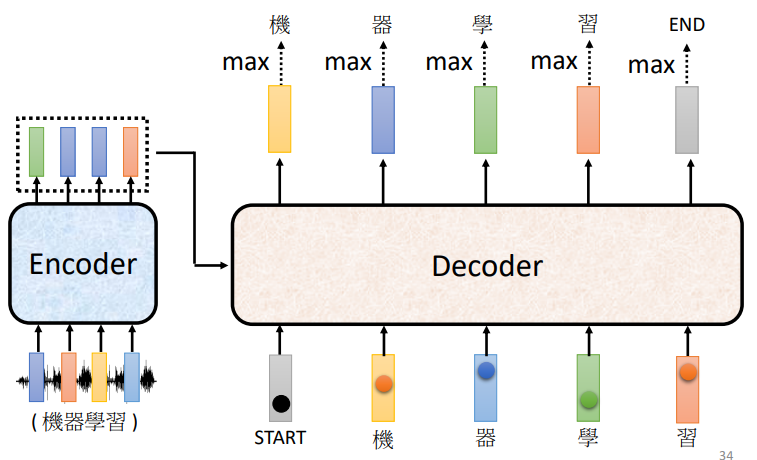 機 器 學 習 END
max max max max max
Encoder
Decoder
( 機器學習 )
START 機 器 學 習
34